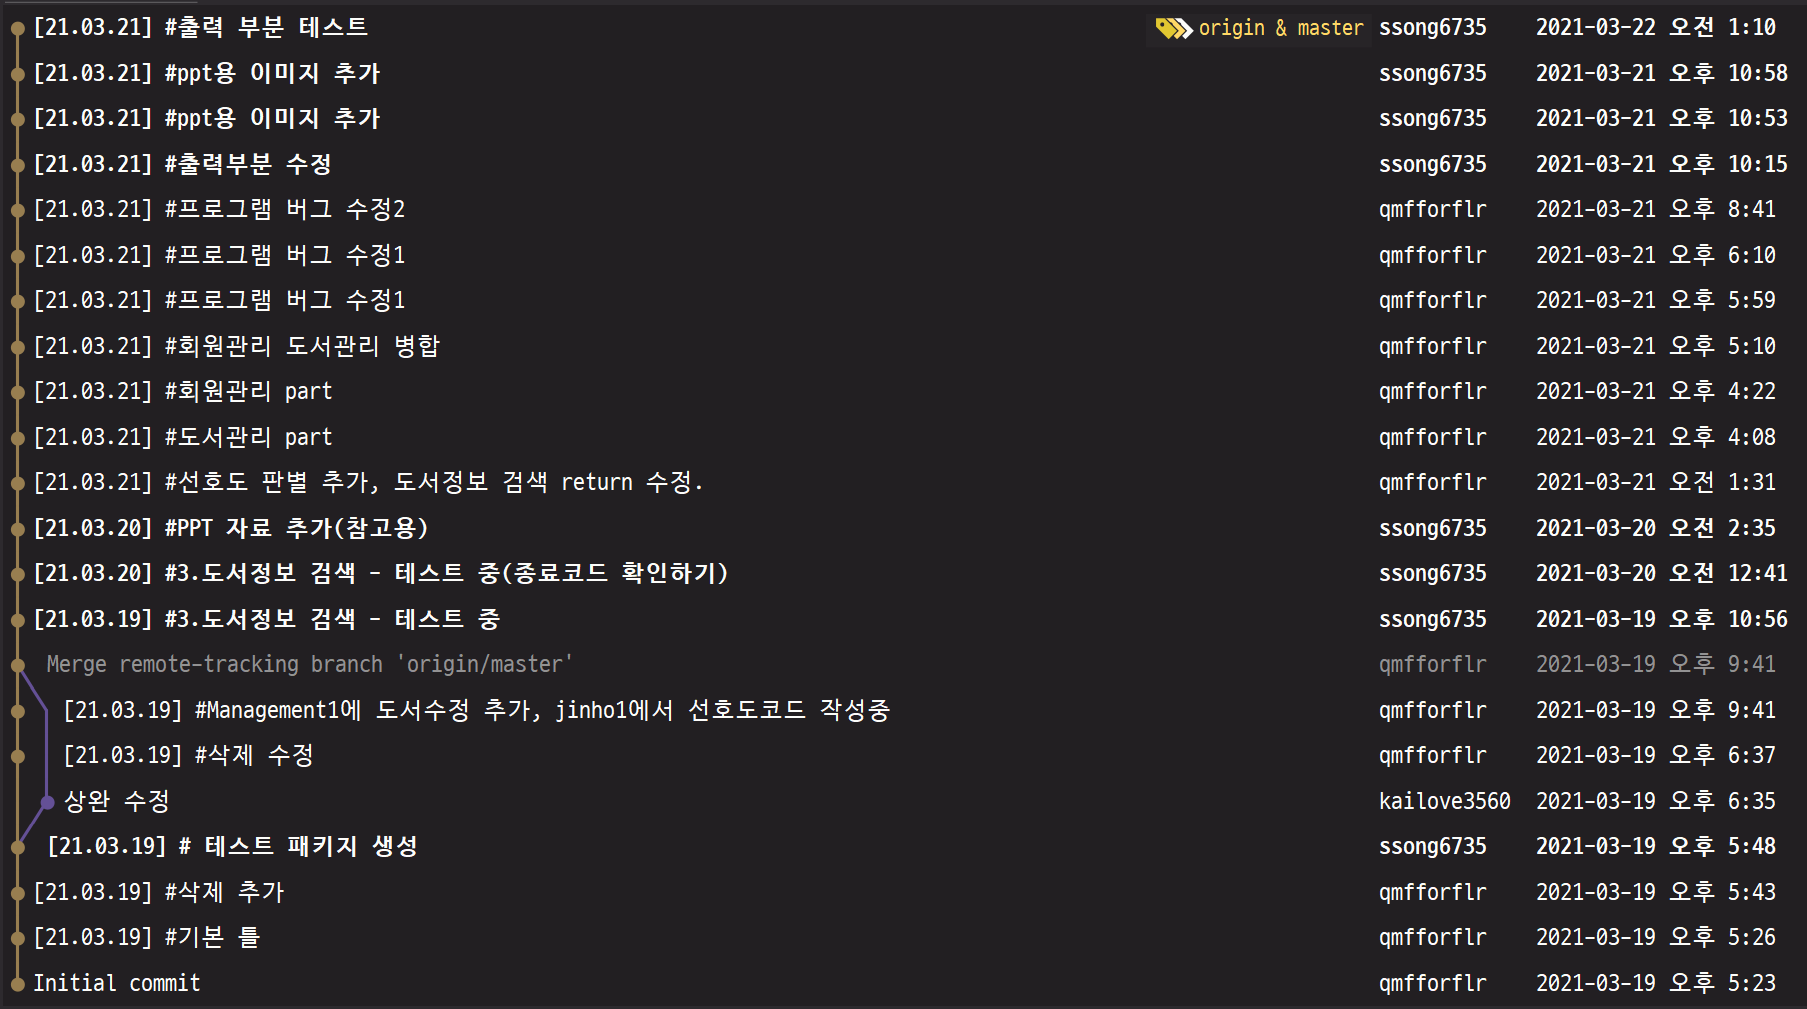 [21.03.21] #출력 부분 테스트 origin & master ssong6735 2021-03-22 오전 1:10
[21.03.21] #ppt용 이미지 추가 ssong6735 2021-03-21 오후 10:58
[21.03.21] #ppt용 이미지 추가 ssong6735 2021-03-21 오후 10:53
[21.03.21] #출력부분 수정 ssong6735 2021-03-21 오후 10:15
[21.03.21] #프로그램 버그 수정2 qmfforflr 2021-03-21 오후 8:41
[21.03.21] #프로그램 버그 수정1 qmfforflr 2021-03-21 오후 6:10
[21.03.21] #프로그램 버그 수정1 qmfforflr 2021-03-21 오후 5:59
[21.03.21] #회원관리 도서관리 병합 qmfforflr 2021-03-21 오후 5:10
[21.03.21] #회원관리 part qmfforflr 2021-03-21 오후 4:22
[21.03.21] #도서관리 part qmfforflr 2021-03-21 오후 4:08
[21.03.21] #선호도 판별 추가, 도서정보 검색 return 수정. qmfforflr 2021-03-21 오전 1:31
[21.03.20] #PPT 자료 추가(참고용) ssong6735 2021-03-20 오전 2:35
[21.03.20] #3.도서정보 검색 - 테스트 중(종료코드 확인하기) ssong6735 2021-03-20 오전 12:41
[21.03.19] #3.도서정보 검색 - 테스트 중 ssong6735 2021-03-19 오후 10:56
Merge remote-tracking branch 'origin/master' qmfforflr 2021-03-19 오후 9:41
[21.03.19] #Management1에 도서수정 추가, jinho1에서 선호도코드 작성중 qmfforflr 2021-03-19 오후 9:41
[21.03.19] #삭제 수정 qmfforflr 2021-03-19 오후 6:37
상완 수정 kailove3560 2021-03-19 오후 6:35
[21.03.19] # 테스트 패키지 생성 ssong6735 2021-03-19 오후 5:48
[21.03.19] #삭제 추가 qmfforflr 2021-03-19 오후 5:43
[21.03.19] #기본 틀 qmfforflr 2021-03-19 오후 5:26
Initial commit qmfforflr 2021-03-19 오후 5:23